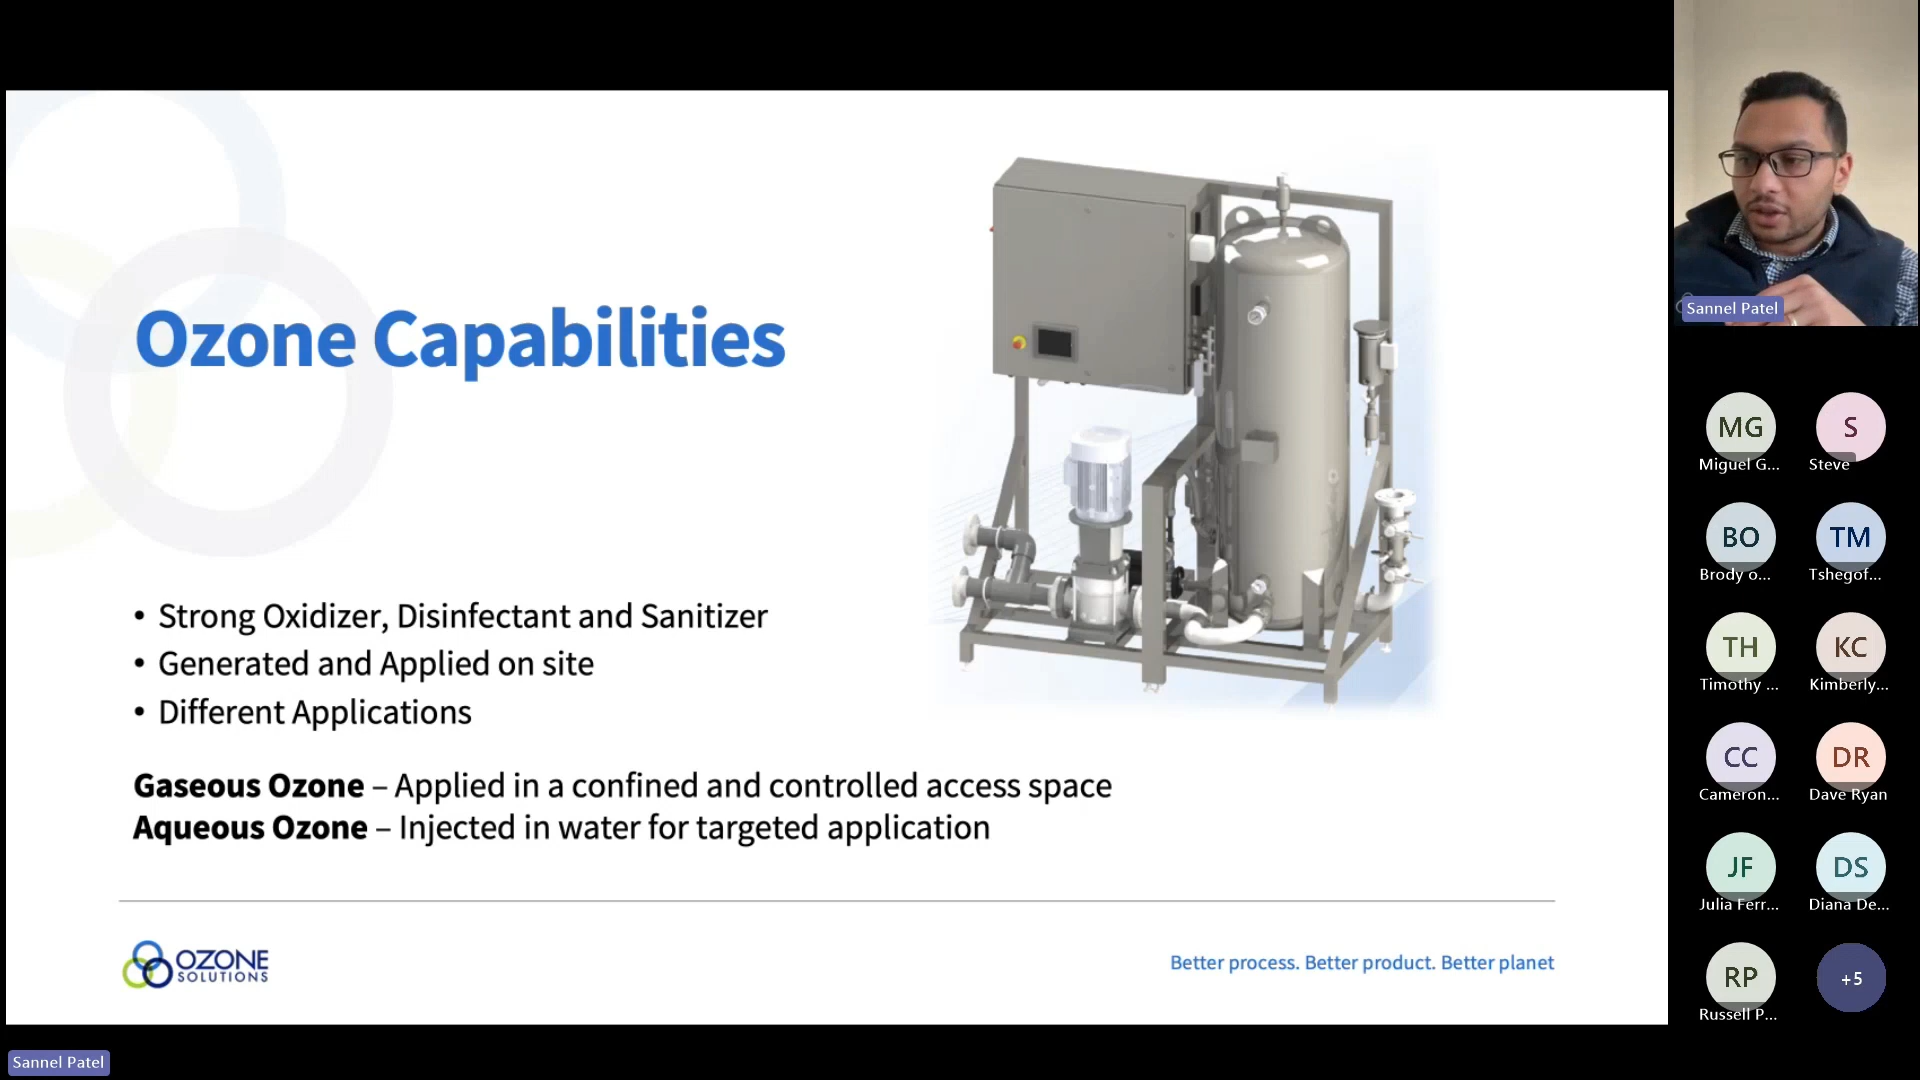 Ozone Capabilities
• Strong Oxidizer, Disinfectant and Sanitizer
• Generated and Applied on site
• Different Applications
Gaseous Ozone – Applied in a confined and controlled access space
Aqueous Ozone – Injected in water for targeted application
OZONE
SOLUTIONS
Better process. Better product. Better planet
Sannel Patel
Sannel Patel
MG
Miguel G...
S
Steve
BO
Brody o...
TM
Tshegof...
TH
Timothy ...
KC
Kimberly...
CC
Cameron...
DR
Dave Ryan
JF
Julia Ferr...
DS
Diana De...
RP
Russell P...
+5